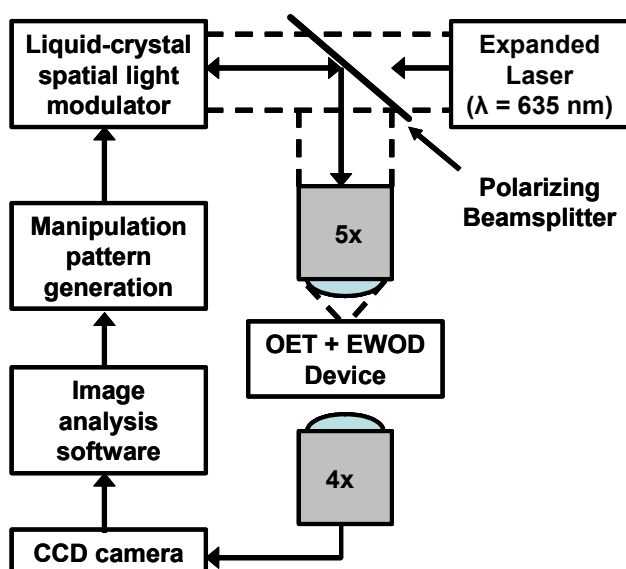 Liquid-crystal
spatial light
modulator
Expanded
Laser
(λ = 635 nm)
Polarizing
Beamsplitter
5x
Manipulation
pattern
generation
OET + EWOD
Device
Image
analysis
software
4x
CCD camera